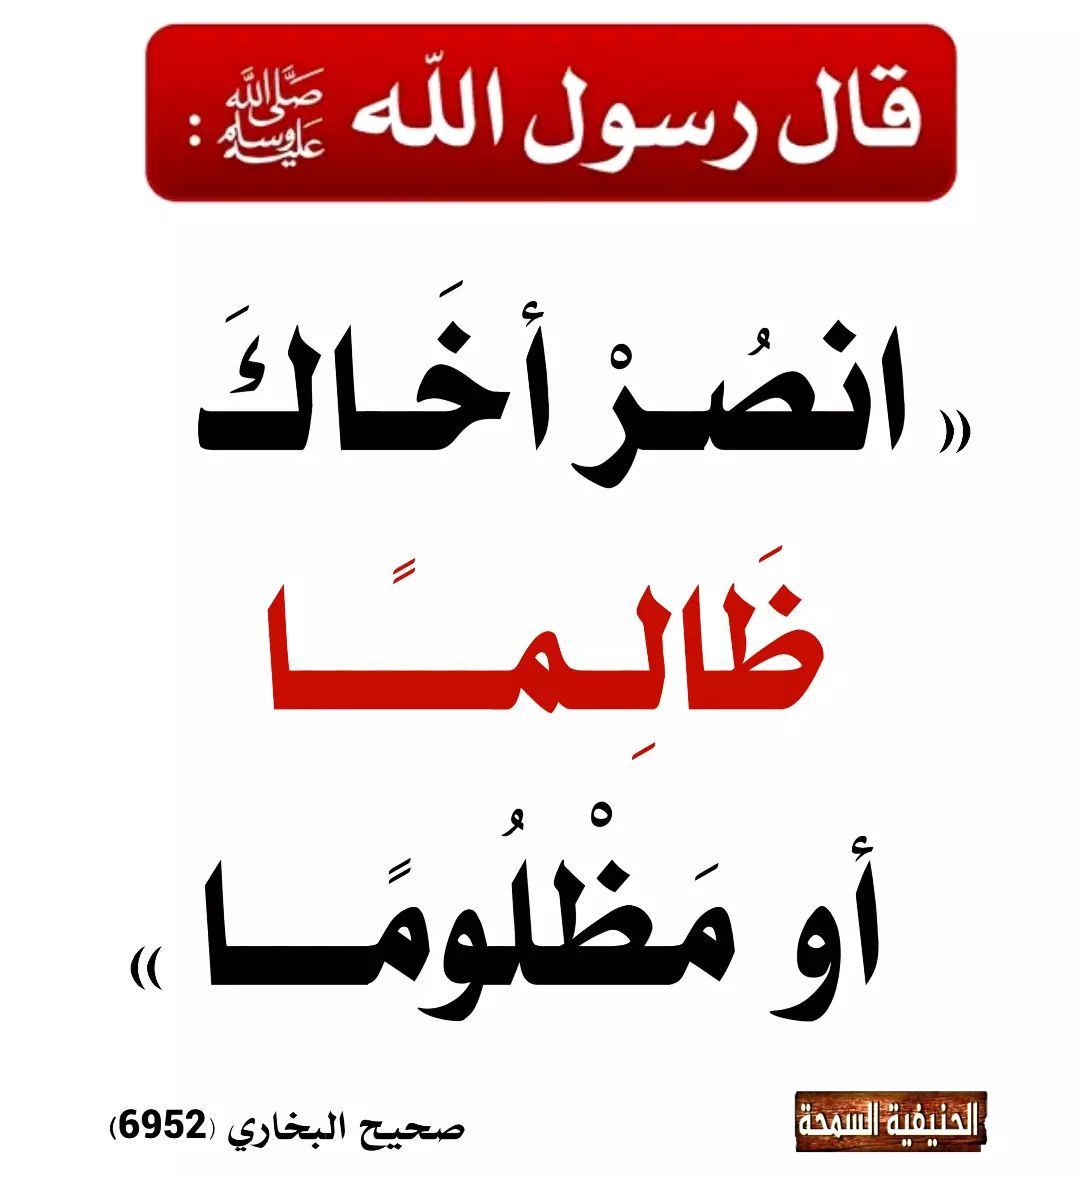 قال رسول الله صلى الله عليه وسلم :
« انصُرْ أخَاكَ
ظَالِمًا
أو مَظْلُومًا »
صحيح البخاري (6952)
الحنيفية السمحة